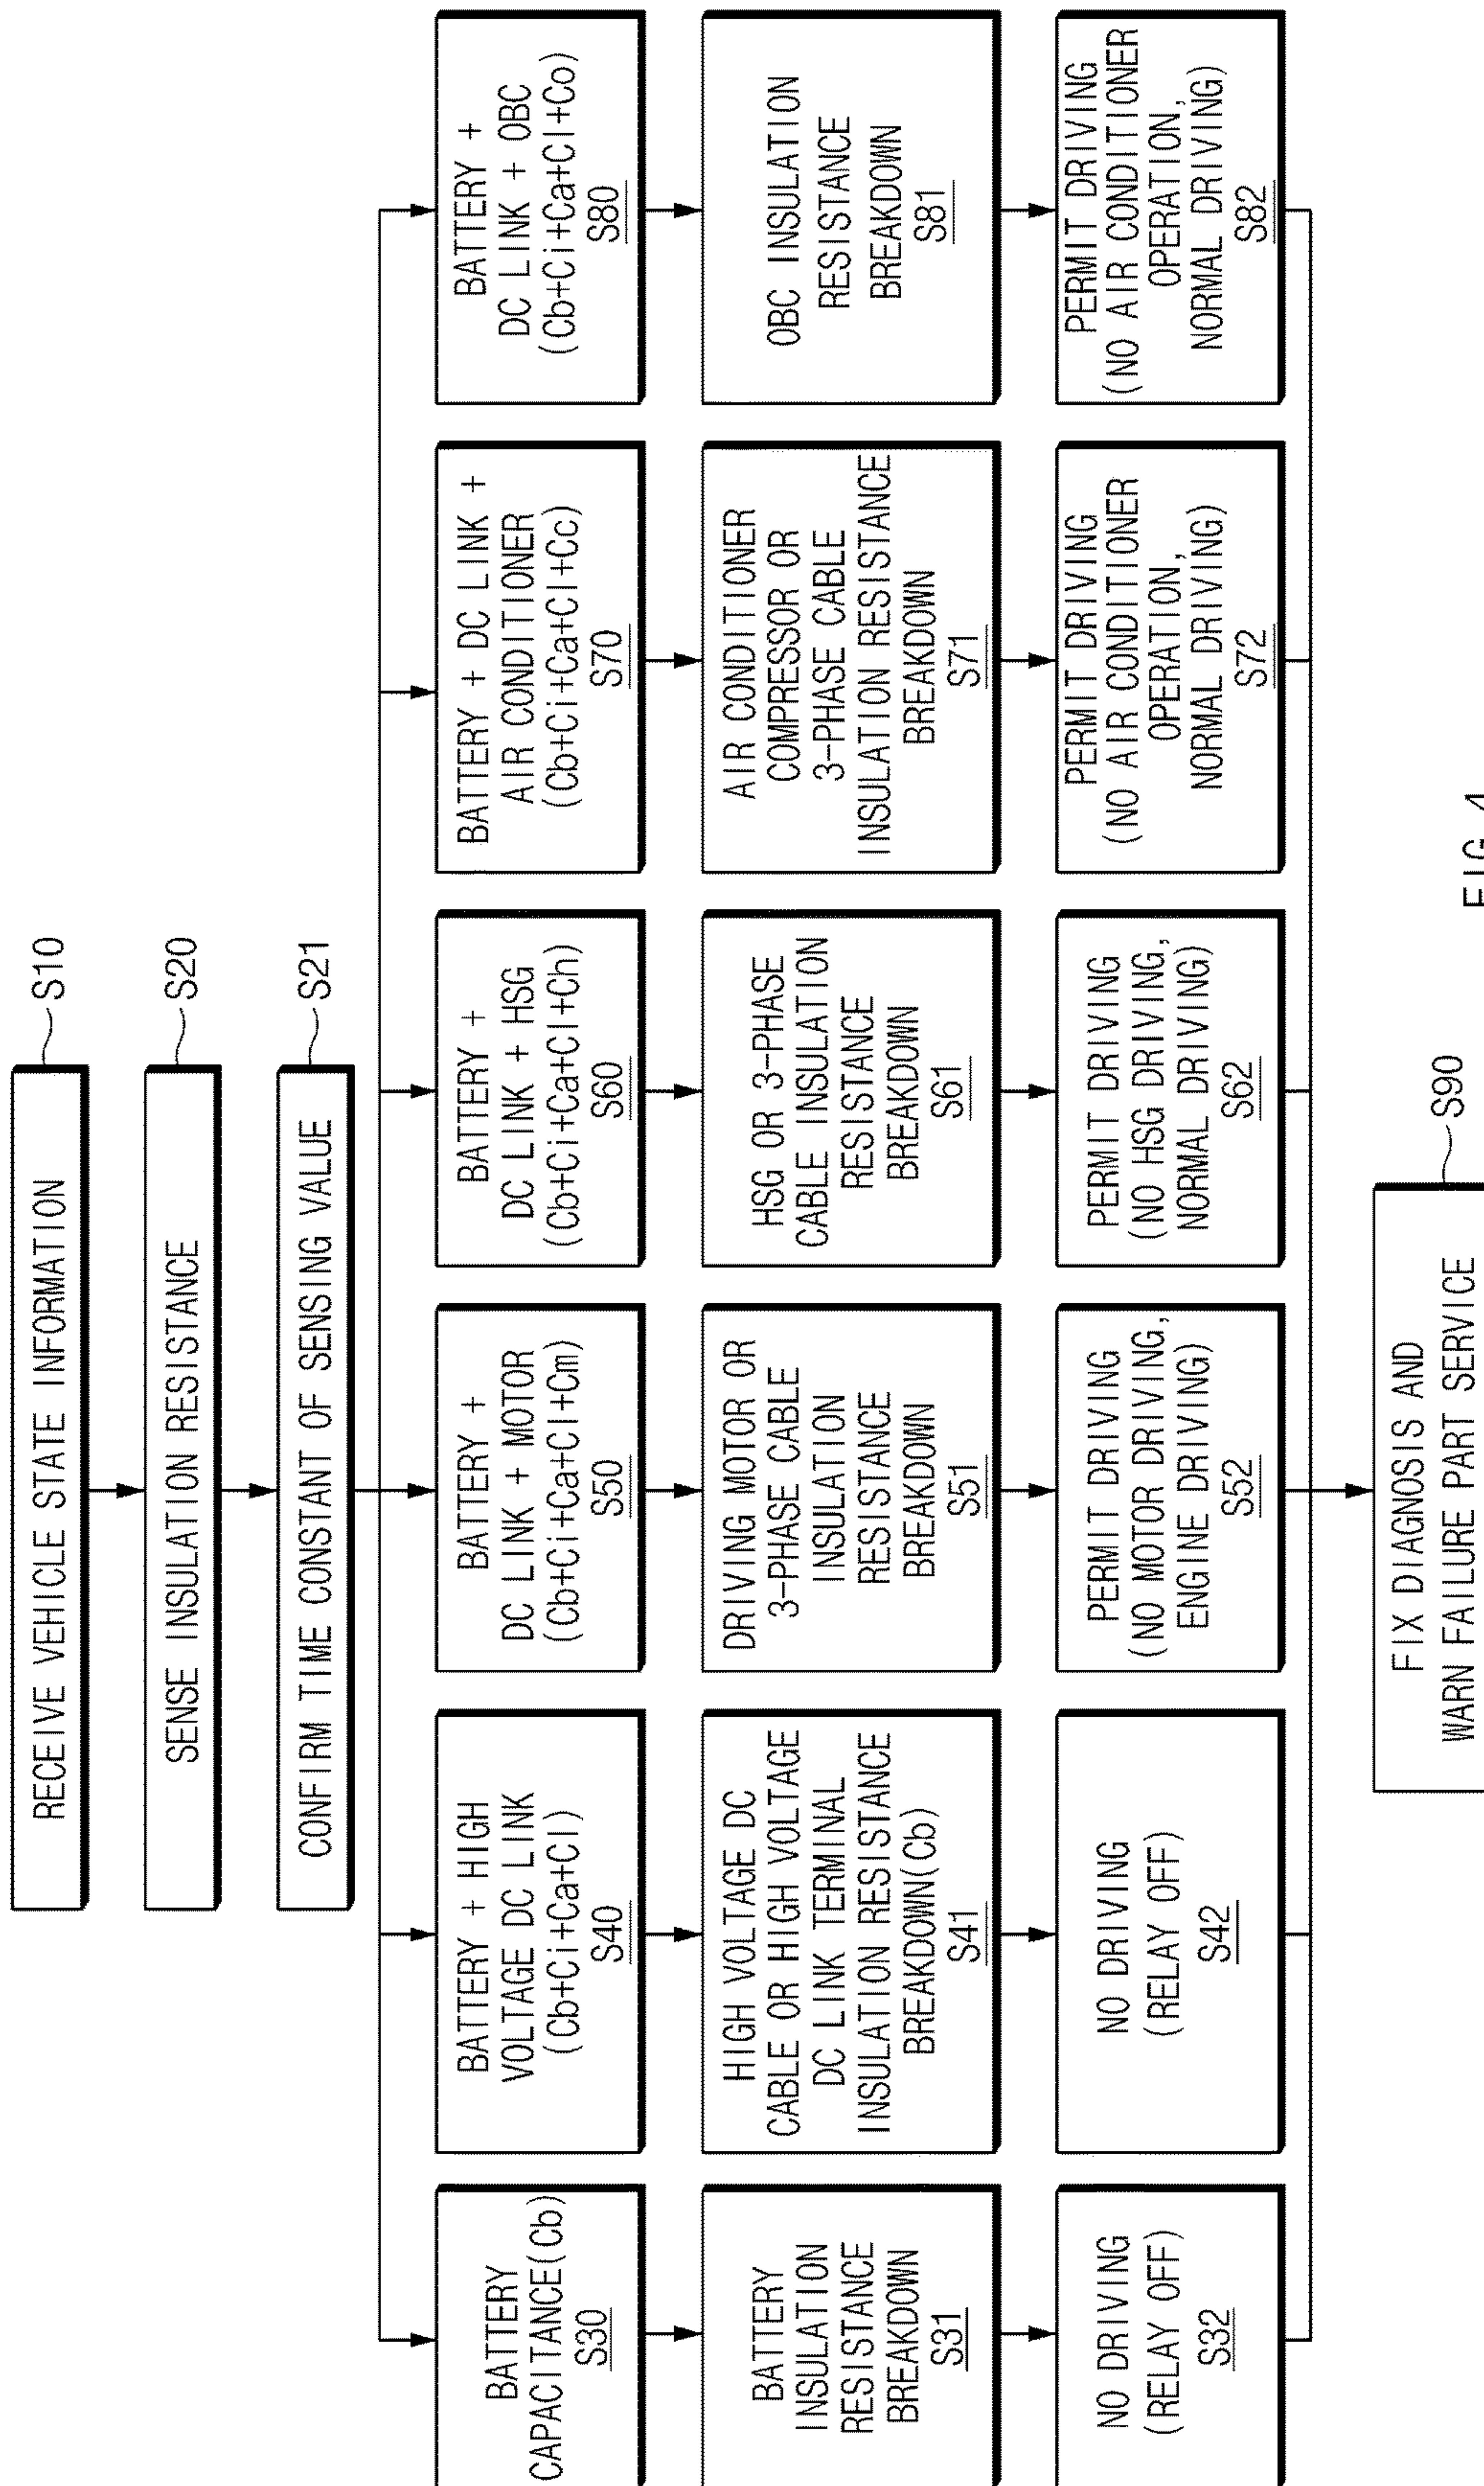 RECEIVE VEHICLE STATE INFORMATION
S10
SENSE INSULATION RESISTANCE
S20
CONFIRM TIME CONSTANT OF SENSING VALUE
S21
BATTERY
CAPACITANCE(Cb)
S30
BATTERY
INSULATION
RESISTANCE
BREAKDOWN
S31
NO DRIVING
(RELAY OFF)
S32
BATTERY + HIGH
VOLTAGE DC LINK
(Cb+Ci+Ca+Cl)
S40
HIGH VOLTAGE DC
CABLE OR HIGH VOLTAGE
DC LINK TERMINAL
INSULATION RESISTANCE
BREAKDOWN(Cb)
S41
NO DRIVING
(RELAY OFF)
S42
BATTERY +
DC LINK + MOTOR
(Cb+Ci+Ca+Cl+Cm)
S50
DRIVING MOTOR OR
3-PHASE CABLE
INSULATION
RESISTANCE
BREAKDOWN
S51
PERMIT DRIVING
(NO MOTOR DRIVING,
ENGINE DRIVING)
S52
BATTERY +
DC LINK + HSG
(Cb+Ci+Ca+Cl+Ch)
S60
HSG OR 3-PHASE
CABLE INSULATION
RESISTANCE
BREAKDOWN
S61
PERMIT DRIVING
(NO HSG DRIVING,
NORMAL DRIVING)
S62
BATTERY + DC LINK +
AIR CONDITIONER
(Cb+Ci+Ca+Cl+Cc)
S70
AIR CONDITIONER
COMPRESSOR OR
3-PHASE CABLE
INSULATION RESISTANCE
BREAKDOWN
S71
PERMIT DRIVING
(NO AIR CONDITIONER
OPERATION,
NORMAL DRIVING)
S72
BATTERY +
DC LINK + OBC
(Cb+Ci+Ca+Cl+Co)
S80
OBC INSULATION
RESISTANCE
BREAKDOWN
S81
PERMIT DRIVING
(NO AIR CONDITIONER
OPERATION,
NORMAL DRIVING)
S82
FIX DIAGNOSIS AND
WARN FAILURE PART SERVICE
S90
FIG.4